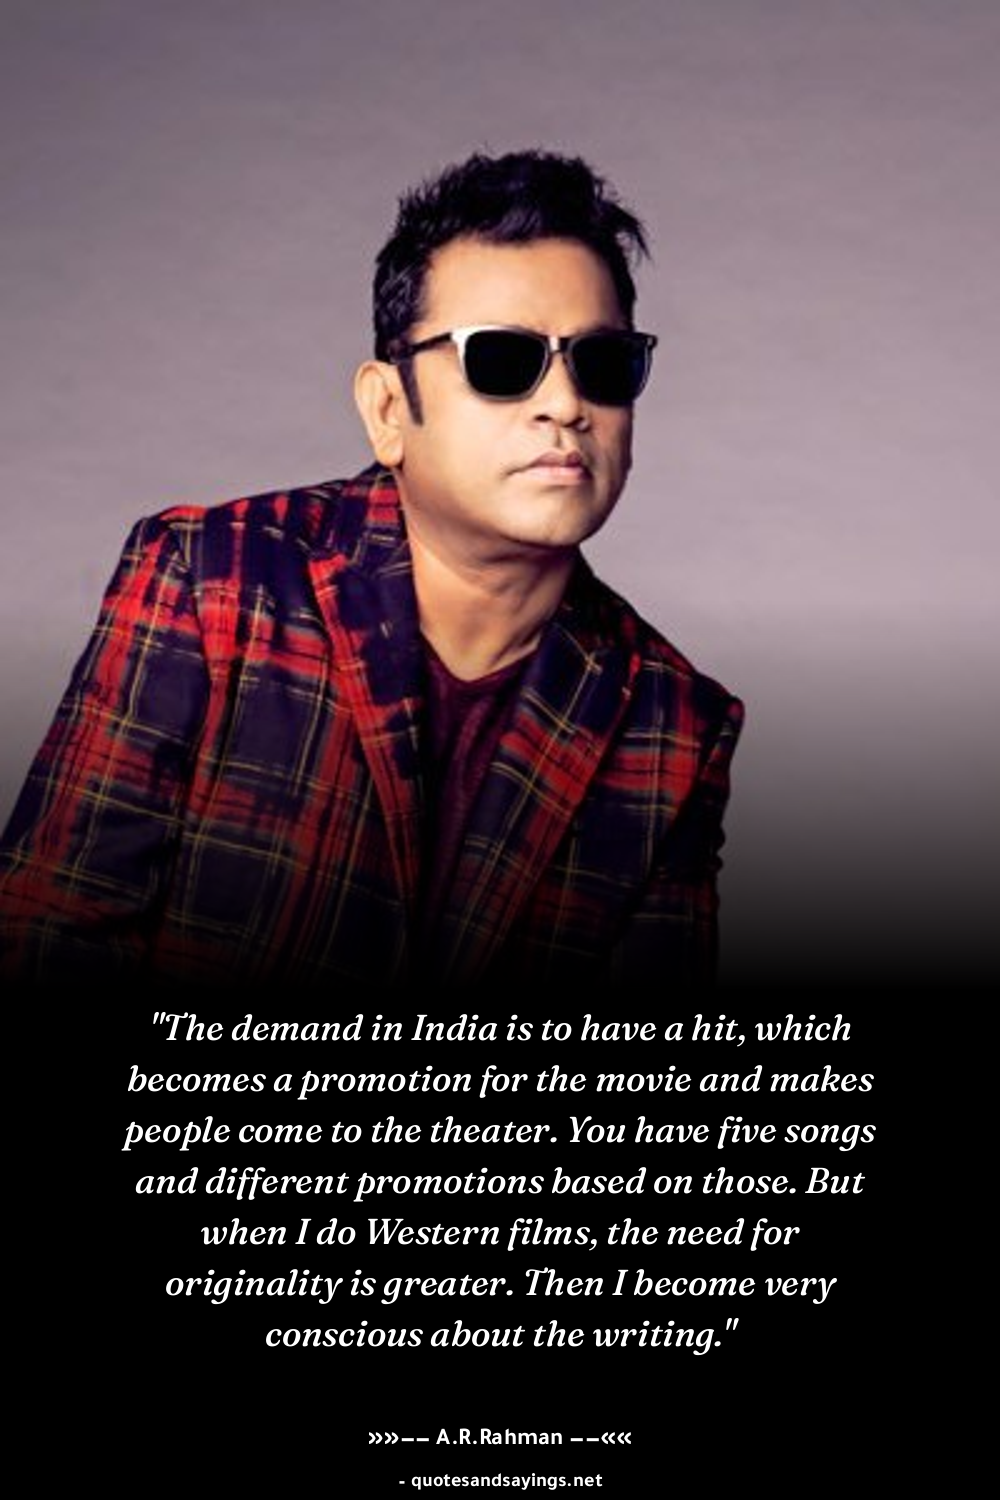 "The demand in India is to have a hit, which
becomes a promotion for the movie and makes
people come to the theater. You have five songs
and different promotions based on those. But
when I do Western films, the need for
originality is greater. Then I become very
conscious about the writing."
»»−− A.R.Rahman −−««
- quotesandsayings.net